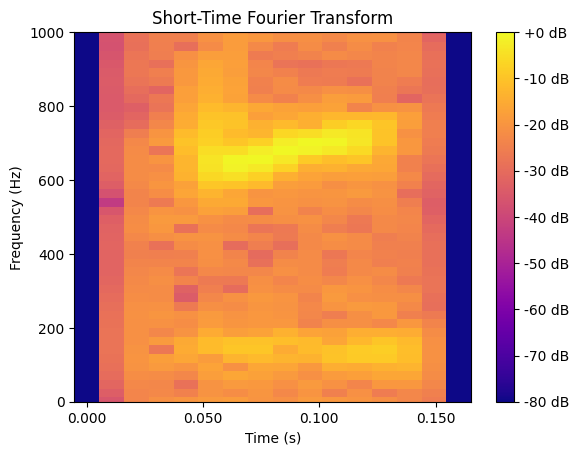 Short-Time Fourier Transform
1000
800
600
400
200
0
Frequency (Hz)
0.000
0.050
0.100
0.150
Time (s)
+0 dB
-10 dB
-20 dB
-30 dB
-40 dB
-50 dB
-60 dB
-70 dB
-80 dB